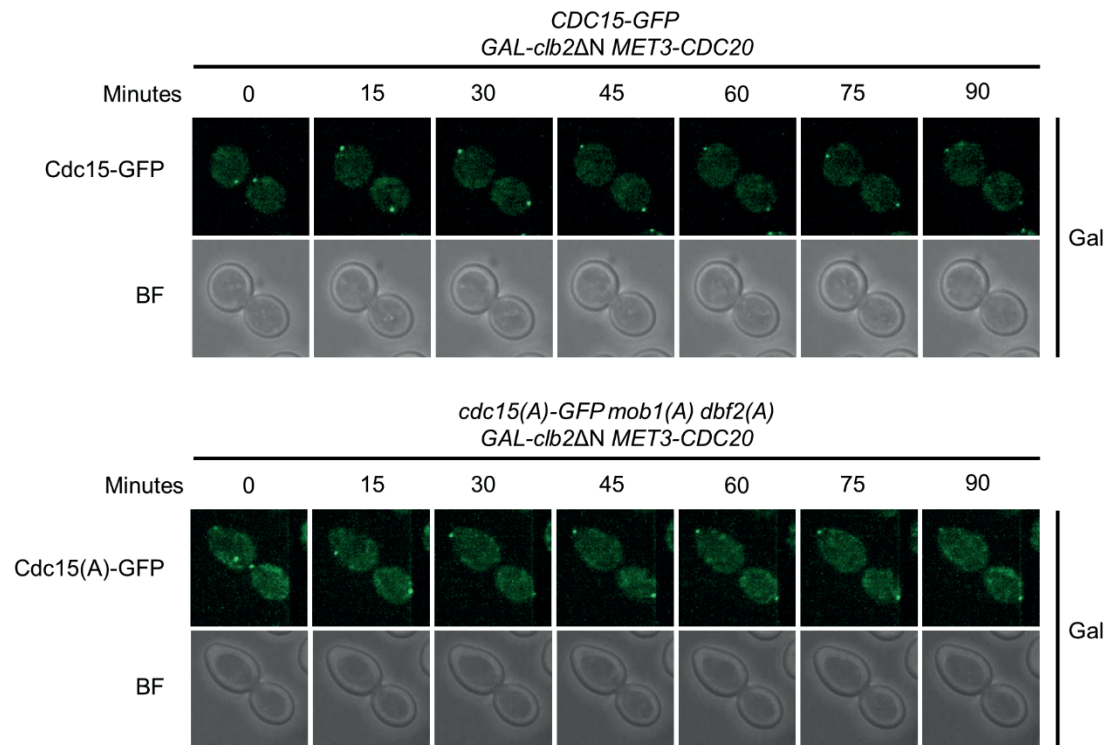 CDC15-GFP
GAL-clb2ΔN MET3-CDC20
Minutes 0 15 30 45 60 75 90
Cdc15-GFP
Gal
BF
cdc15(A)-GFP mob1(A) dbf2(A)
GAL-clb2ΔN MET3-CDC20
Minutes 0 15 30 45 60 75 90
Cdc15(A)-GFP
Gal
BF